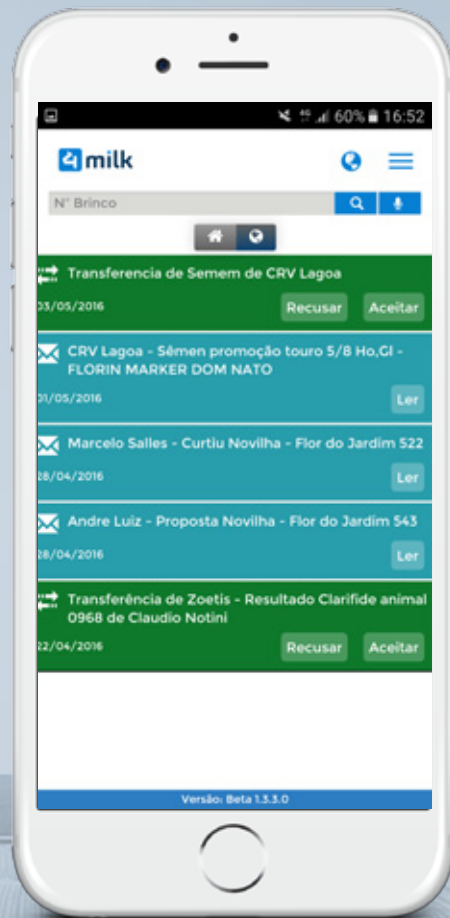 4G 60% 16:52
4milk
N° Brinco
Transferencia de Semem de CRV Lagoa
03/05/2016 Recusar Aceitar
CRV Lagoa - Sêmen promoção touro 5/8 Ho,Gl -
FLORIN MARKER DOM NATO
01/05/2016 Ler
Marcelo Salles - Curtiu Novilha - Flor do Jardim 522
28/04/2016 Ler
Andre Luiz - Proposta Novilha - Flor do Jardim 543
28/04/2016 Ler
Transferência de Zoetis - Resultado Clarifide animal
0968 de Claudio Notini
22/04/2016 Recusar Aceitar
Versão: Beta 1.3.3.0